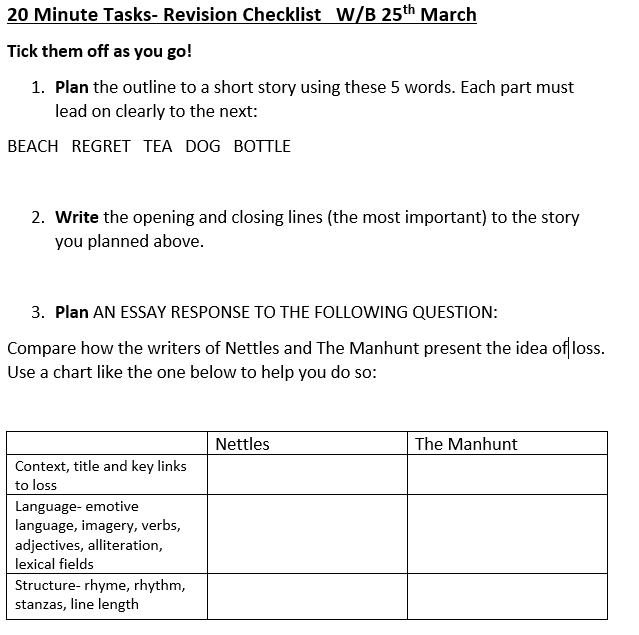 20 Minute Tasks- Revision Checklist W/B 25th March
Tick them off as you go!
1. Plan the outline to a short story using these 5 words. Each part must
lead on clearly to the next:
BEACH REGRET TEA DOG BOTTLE
2. Write the opening and closing lines (the most important) to the story
you planned above.
3. Plan AN ESSAY RESPONSE TO THE FOLLOWING QUESTION:
Compare how the writers of Nettles and The Manhunt present the idea of loss.
Use a chart like the one below to help you do so:
Nettles The Manhunt
Context, title and key links
to loss
Language- emotive
language, imagery, verbs,
adjectives, alliteration,
lexical fields
Structure- rhyme, rhythm,
stanzas, line length